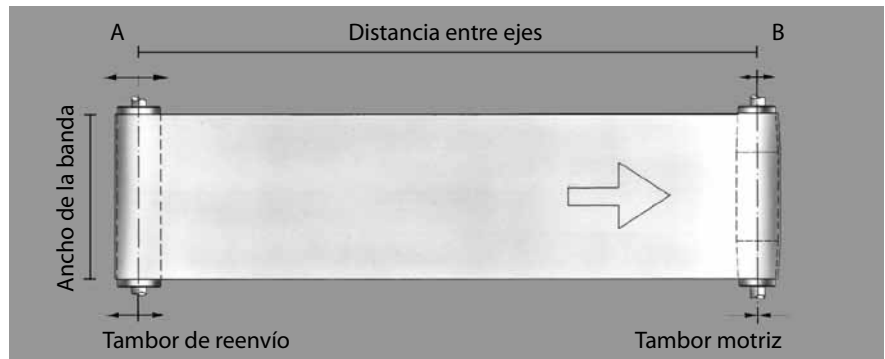 A
Distancia entre ejes
B
Ancho de la banda
Tambor de reenvío
Tambor motriz